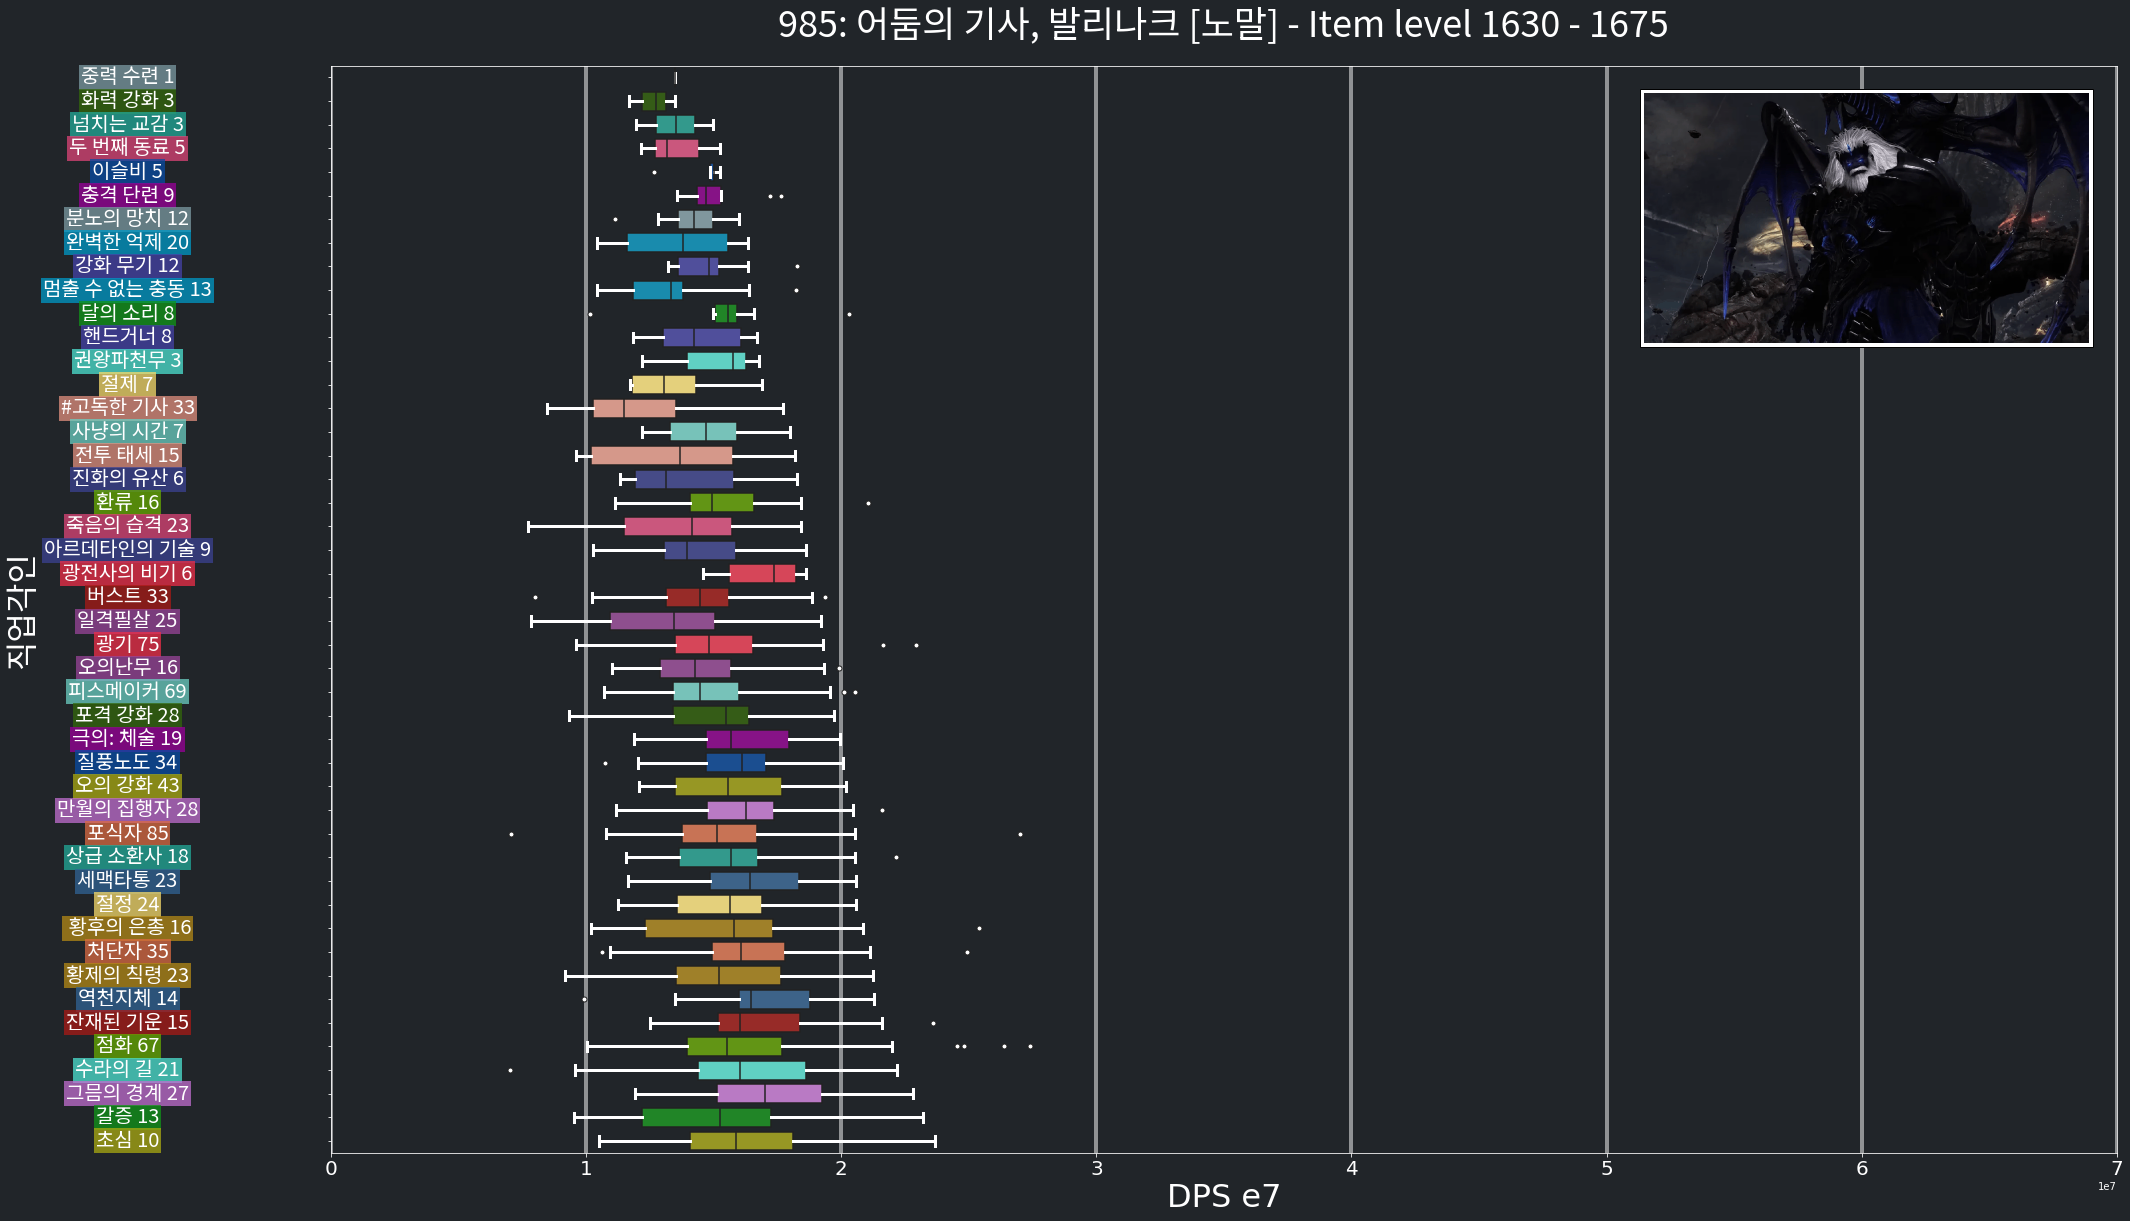 985: 어둠의 기사, 발리나크 [노말] - Item level 1630 - 1675
직업각인
중력 수련 1
화력 강화 3
넘치는 교감 3
두 번째 동료 5
이슬비 5
충격 단련 9
분노의 망치 12
완벽한 억제 20
강화 무기 12
멈출 수 없는 충동 13
달의 소리 8
핸드거너 8
권왕파천무 3
절제 7
#고독한 기사 33
사냥의 시간 7
전투 태세 15
진화의 유산 6
환류 16
죽음의 습격 23
아르데타인의 기술 9
광전사의 비기 6
버스트 33
일격필살 25
광기 75
오의난무 16
피스메이커 69
포격 강화 28
극의: 체술 19
질풍노도 34
오의 강화 43
만월의 집행자 28
포식자 85
상급 소환사 18
세맥타통 23
절정 24
황후의 은총 16
처단자 35
황제의 칙령 23
역천지체 14
잔재된 기운 15
점화 67
수라의 길 21
그믐의 경계 27
갈증 13
초심 10
0 1 2 3 4 5 6 7
1e7
DPS e7